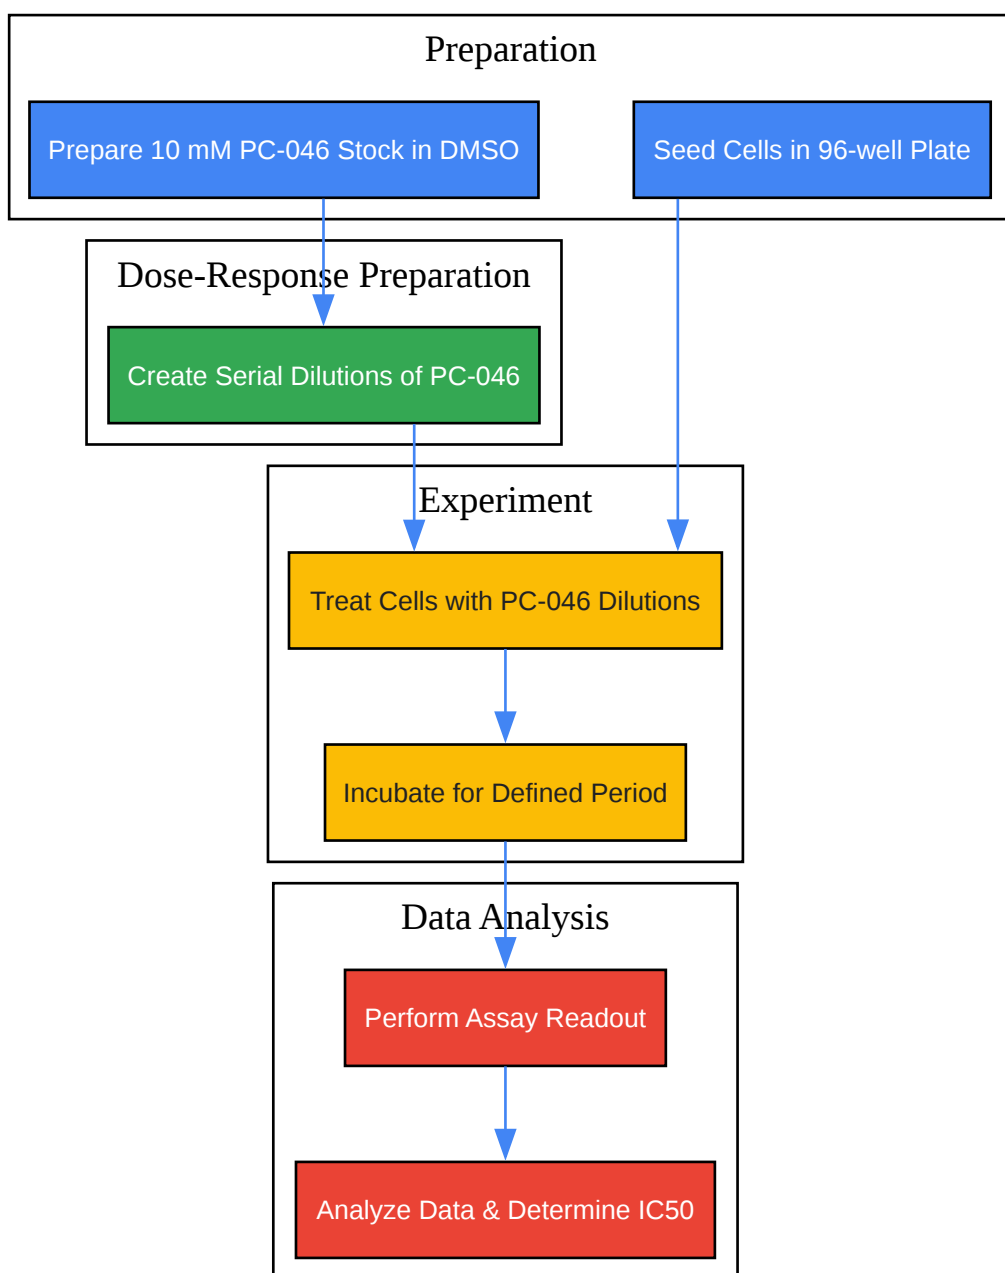 Preparation
Prepare 10 mM PC-046 Stock in DMSO
Seed Cells in 96-well Plate
Dose-Response Preparation
Create Serial Dilutions of PC-046
Experiment
Treat Cells with PC-046 Dilutions
Incubate for Defined Period
Data Analysis
Perform Assay Readout
Analyze Data & Determine IC50